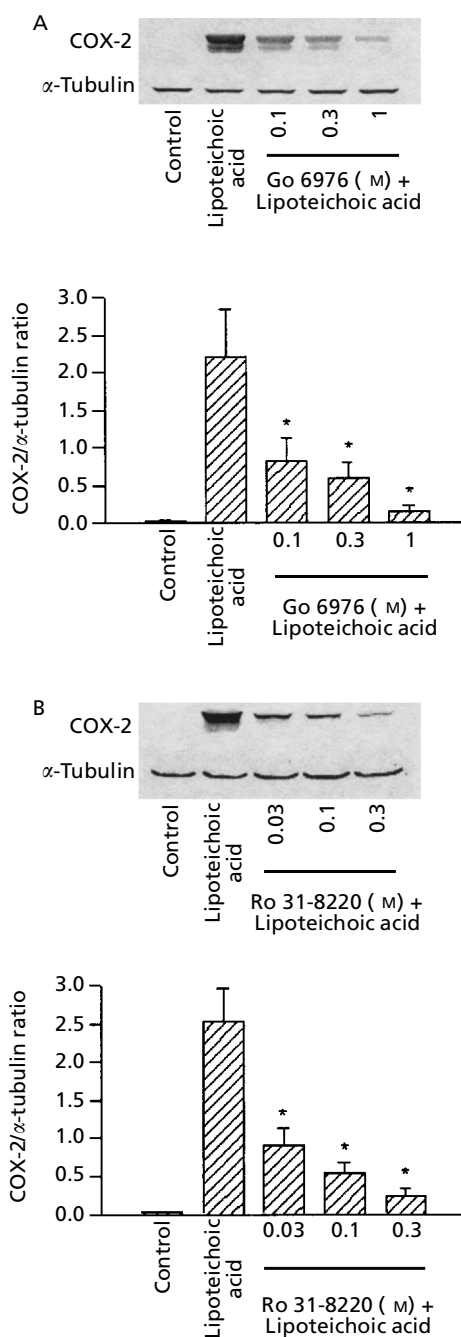 A
COX-2
α-Tubulin
Control
Lipoteichoic
acid
0.1
0.3
1
Go 6976 ( M) +
Lipoteichoic acid
COX-2/α-tubulin ratio
3.0
2.5
2.0
1.5
1.0
0.5
0.0
*
*
*
Control
Lipoteichoic
acid
0.1
0.3
1
Go 6976 ( M) +
Lipoteichoic acid
B
COX-2
α-Tubulin
Control
Lipoteichoic
acid
0.03
0.1
0.3
Ro 31-8220 ( M) +
Lipoteichoic acid
COX-2/α-tubulin ratio
3.0
2.5
2.0
1.5
1.0
0.5
0.0
*
*
*
Control
Lipoteichoic
acid
0.03
0.1
0.3
Ro 31-8220 ( M) +
Lipoteichoic acid